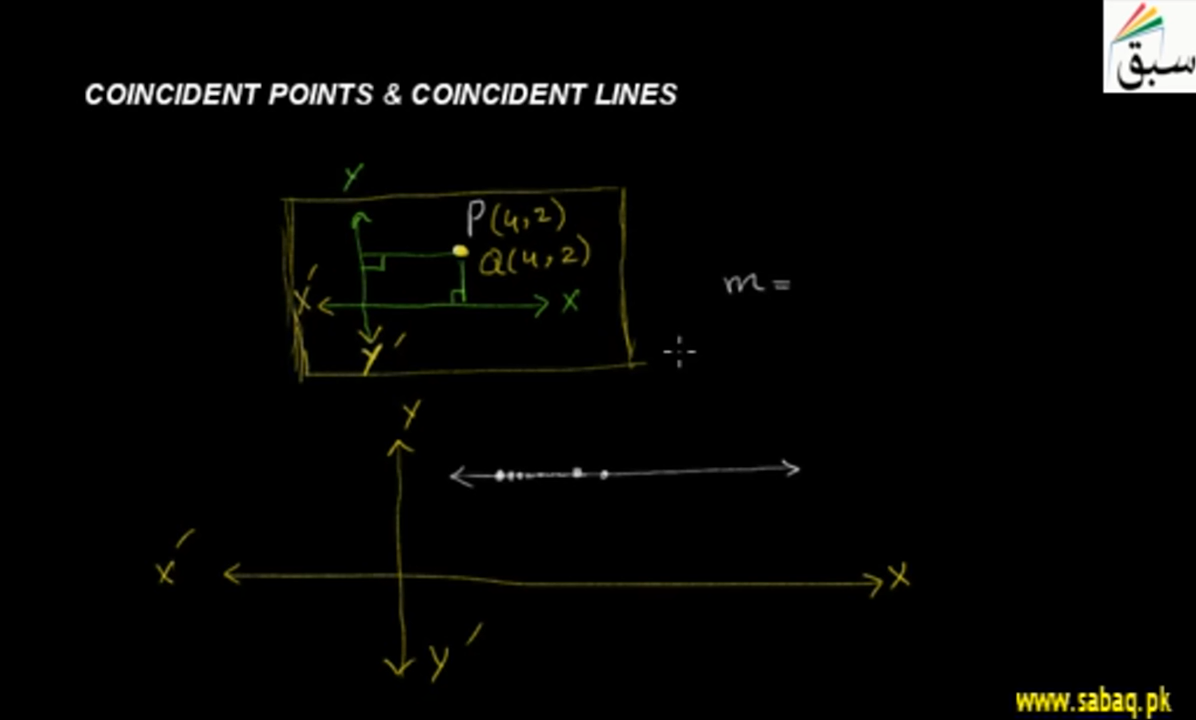 سبق
COINCIDENT POINTS & COINCIDENT LINES
Y
P(4,2)
Q(4,2)
m =
X' X
Y'
Y
X' X
Y'
www.sabaq.pk